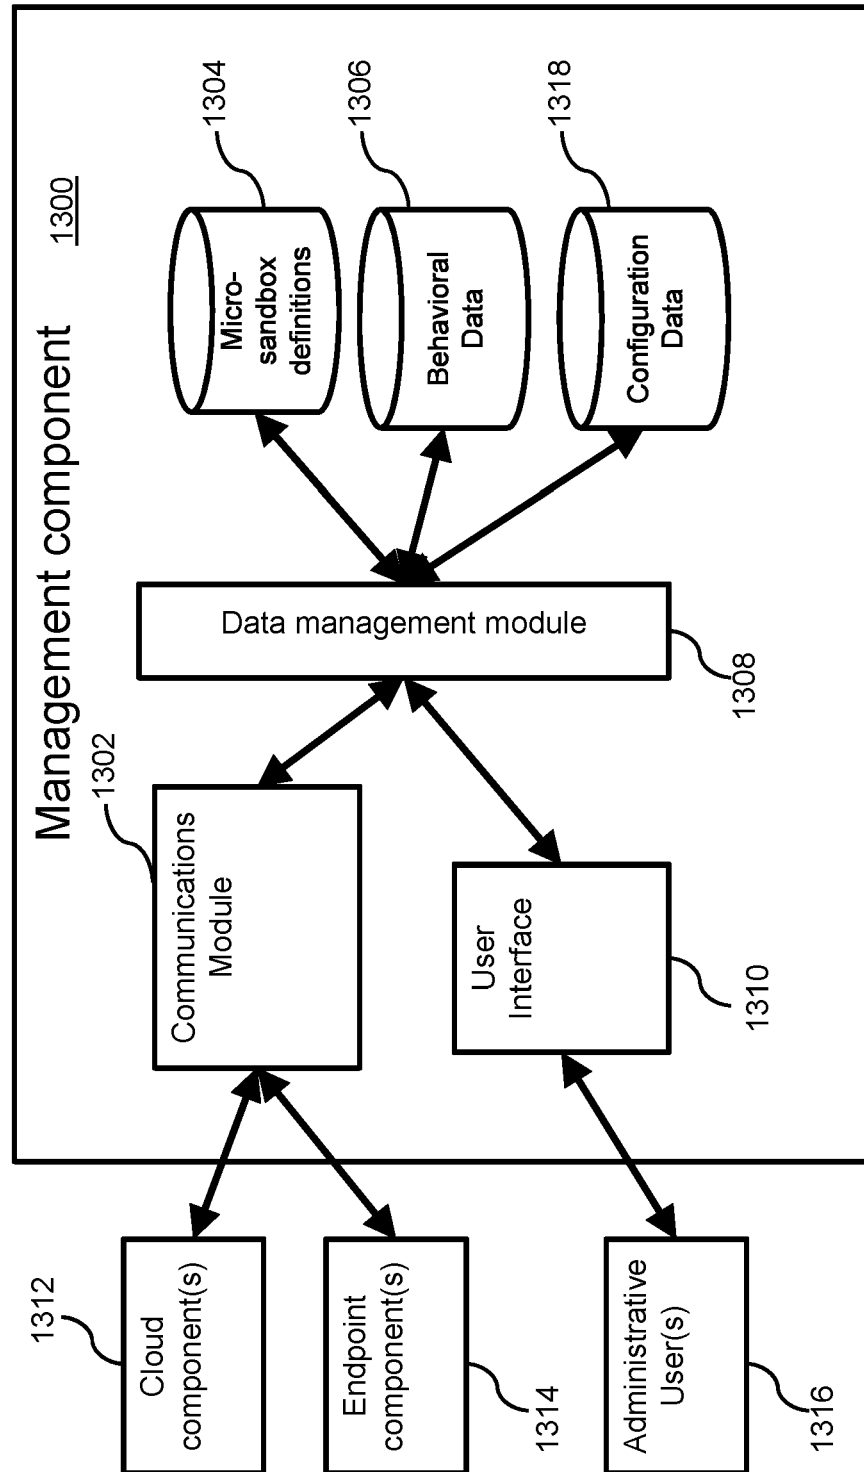 Management component
1300
Cloud
component(s)
1312
Endpoint
component(s)
1314
Administrative
User(s)
1316
Communications
Module
1302
User
Interface
1310
Data management module
1308
Micro-
sandbox
definitions
1304
Behavioral
Data
1306
Configuration
Data
1318